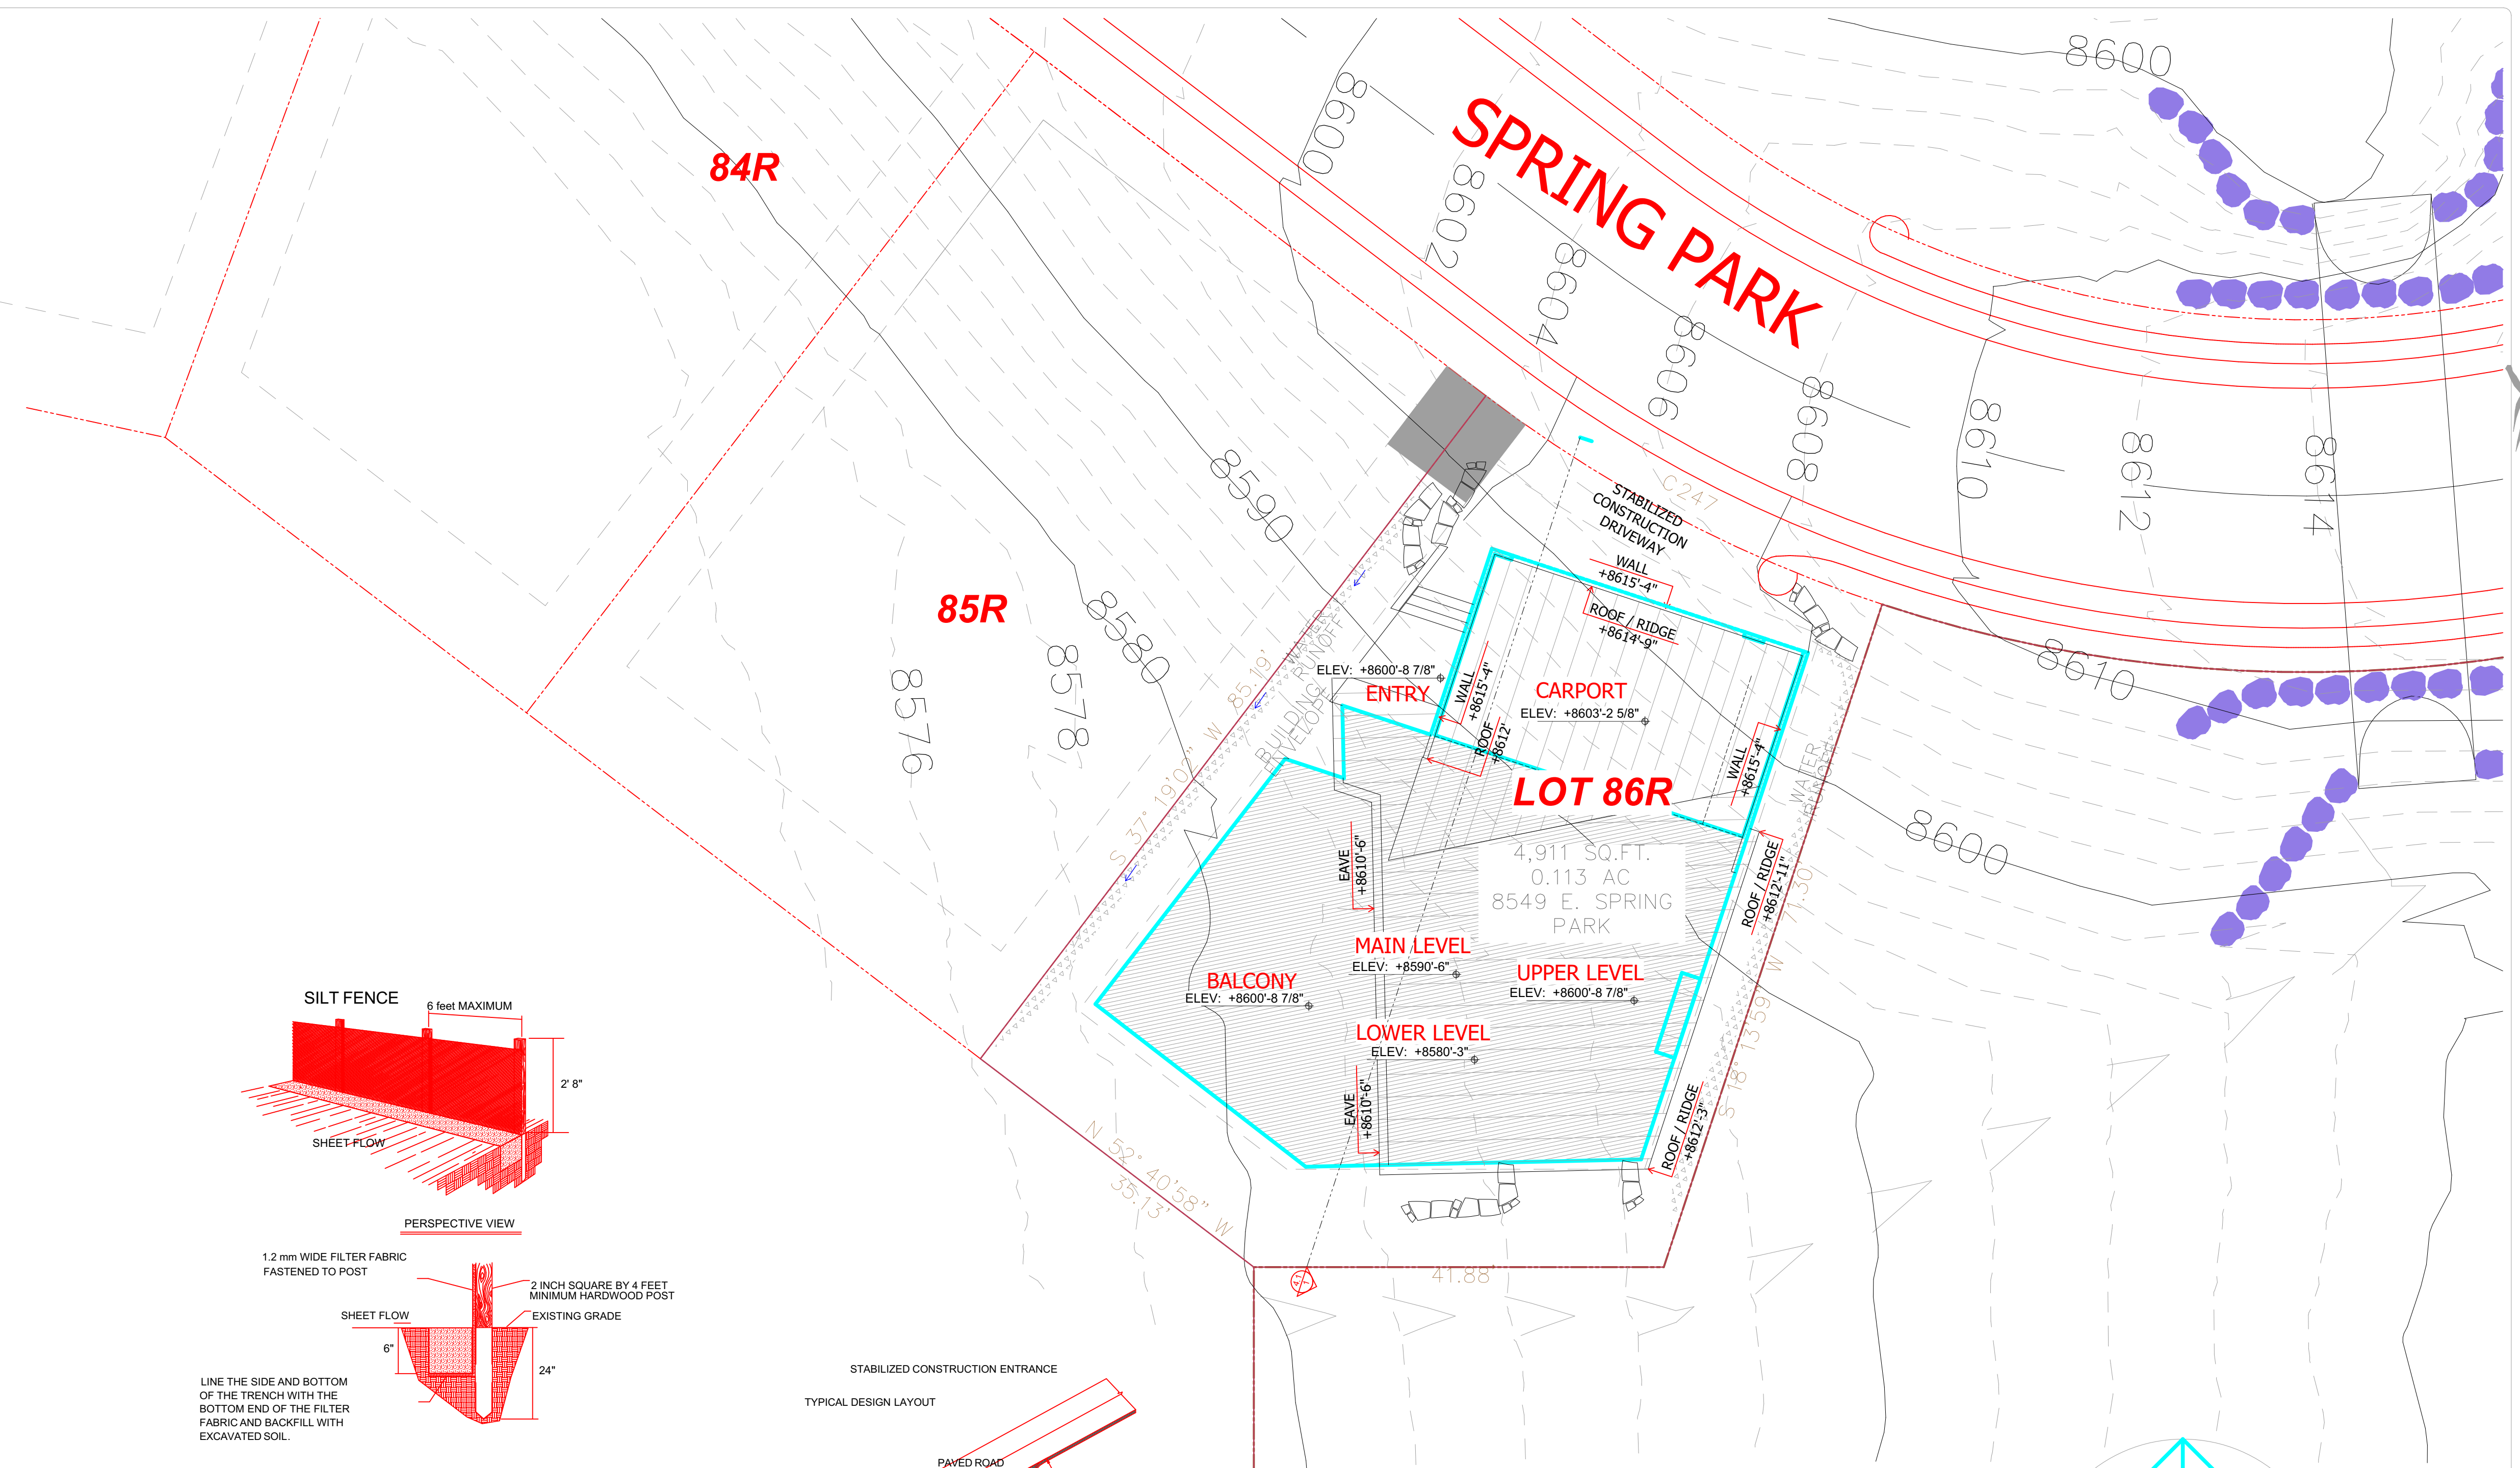 8600
8600
SPRING PARK
8602
8604
8606
8608
8610
8612
8614
84R
85R
8590
8580
8578
8576
8610
8600
C247
STABILIZED
CONSTRUCTION
DRIVEWAY
WALL
+8615'-4"
ROOF / RIDGE
+8614'-9"
ELEV: +8600'-8 7/8"
ENTRY
WALL
+8615'-4"
CARPORT
ELEV: +8603'-2 5/8"
ROOF
+8612'
WALL
+8615'-4"
WATER
RUNOFF
BUILDING
ENVELOPE
S 37° 19'02" W 85.19'
WATER
RUNOFF
LOT 86R
4,911 SQ.FT.
0.113 AC
8549 E. SPRING
PARK
EAVE
+8610'-6"
ROOF / RIDGE
+8612'-11"
MAIN LEVEL
ELEV: +8590'-6"
BALCONY
ELEV: +8600'-8 7/8"
UPPER LEVEL
ELEV: +8600'-8 7/8"
LOWER LEVEL
ELEV: +8580'-3"
EAVE
+8610'-6"
ROOF / RIDGE
+8612'-3"
S 18° 13'59" W
N 52° 40'58" W
35.13'
41.88'
4.1
1
SILT FENCE
6 feet MAXIMUM
2' 8"
SHEET FLOW
PERSPECTIVE VIEW
1.2 mm WIDE FILTER FABRIC
FASTENED TO POST
2 INCH SQUARE BY 4 FEET
MINIMUM HARDWOOD POST
SHEET FLOW
EXISTING GRADE
6"
24"
LINE THE SIDE AND BOTTOM
OF THE TRENCH WITH THE
BOTTOM END OF THE FILTER
FABRIC AND BACKFILL WITH
EXCAVATED SOIL.
STABILIZED CONSTRUCTION ENTRANCE
TYPICAL DESIGN LAYOUT
PAVED ROAD